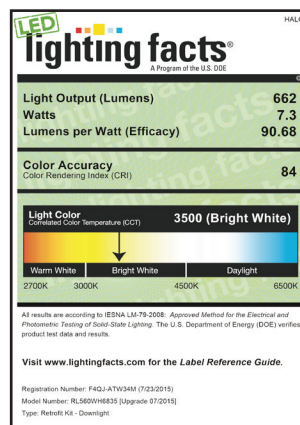 LED
HALO
lighting facts®
A Program of the U.S. DOE
Light Output (Lumens) 662
Watts 7.3
Lumens per Watt (Efficacy) 90.68
Color Accuracy
Color Rendering Index (CRI) 84
Light Color
Correlated Color Temperature (CCT) 3500 (Bright White)
Warm White Bright White Daylight
2700K 3000K 4500K 6500K
All results are according to IESNA LM-79-2008: Approved Method for the Electrical and
Photometric Testing of Solid-State Lighting. The U.S. Department of Energy (DOE) verifies
product test data and results.
Visit www.lightingfacts.com for the Label Reference Guide.
Registration Number: F4QJ-ATW34M (7/23/2015)
Model Number: RL560WH6835 [Upgrade 07/2015]
Type: Retrofit Kit - Downlight